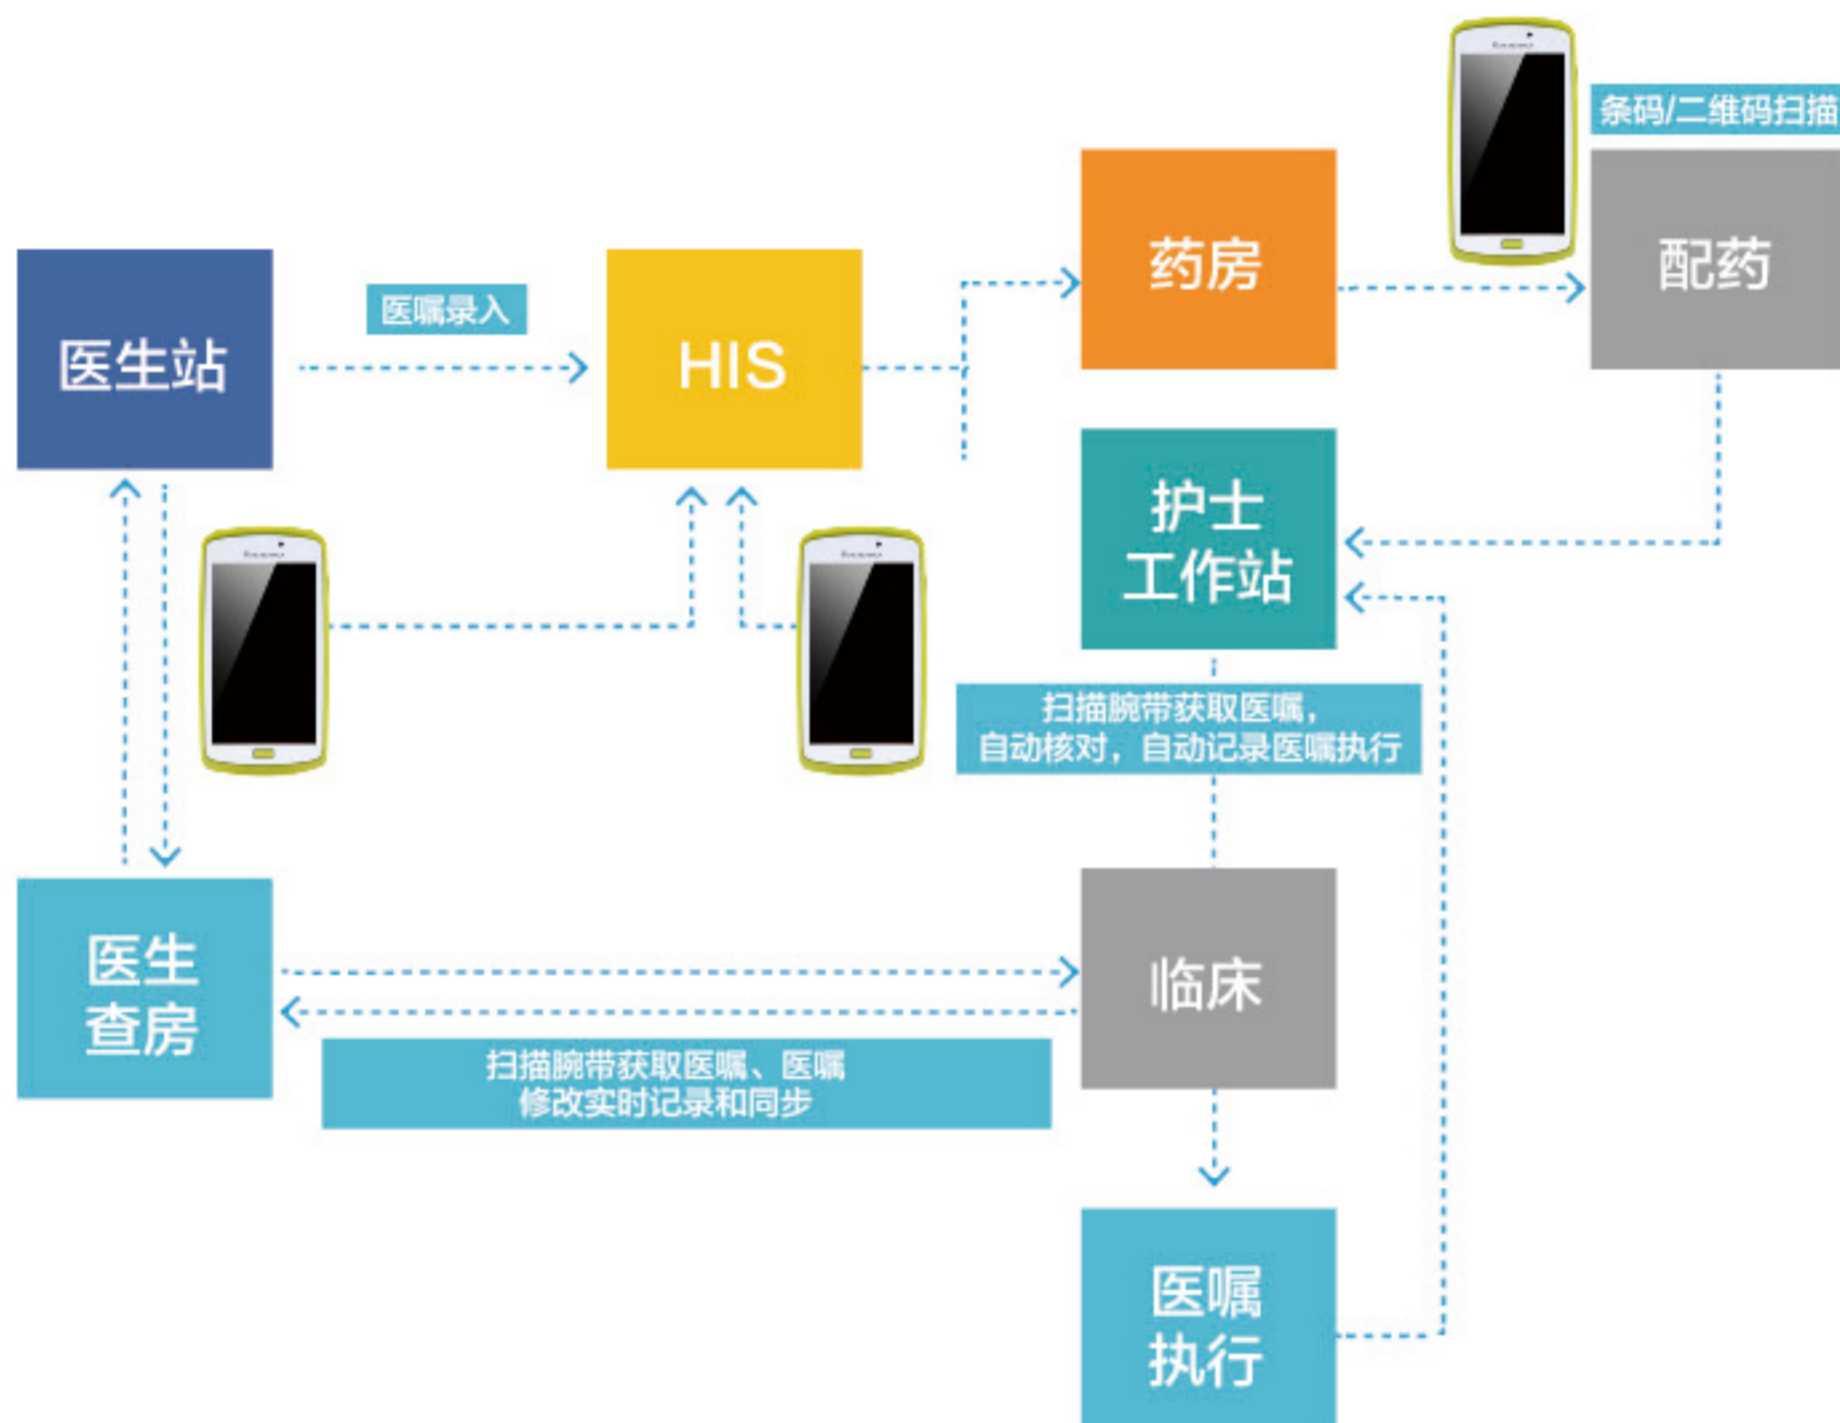 条码/二维码扫描
药房
配药
医嘱录入
医生站
HIS
护士
工作站
扫描腕带获取医嘱,
自动核对，自动记录医嘱执行
医生
查房
临床
扫描腕带获取医嘱、医嘱
修改实时记录和同步
医嘱
执行